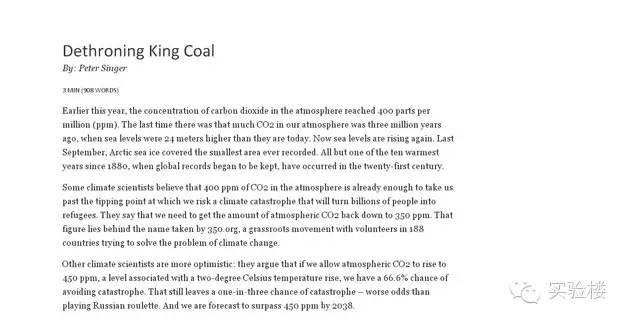 Dethroning King Coal
By: Peter Singer
3 MIN (908 WORDS)
Earlier this year, the concentration of carbon dioxide in the atmosphere reached 400 parts per
million (ppm). The last time there was that much CO2 in our atmosphere was three million years
ago, when sea levels were 24 meters higher than they are today. Now sea levels are rising again. Last
September, Arctic sea ice covered the smallest area ever recorded. All but one of the ten warmest
years since 1880, when global records began to be kept, have occurred in the twenty-first century.
Some climate scientists believe that 400 ppm of CO2 in the atmosphere is already enough to take us
past the tipping point at which we risk a climate catastrophe that will turn billions of people into
refugees. They say that we need to get the amount of atmospheric CO2 back down to 350 ppm. That
figure lies behind the name taken by 350.org, a grassroots movement with volunteers in 188
countries trying to solve the problem of climate change.
Other climate scientists are more optimistic: they argue that if we allow atmospheric CO2 to rise to
450 ppm, a level associated with a two-degree Celsius temperature rise, we have a 66.6% chance of
avoiding catastrophe. That still leaves a one-in-three chance of catastrophe – worse odds than
playing Russian roulette. And we are forecast to surpass 450 ppm by 2038.
实验楼